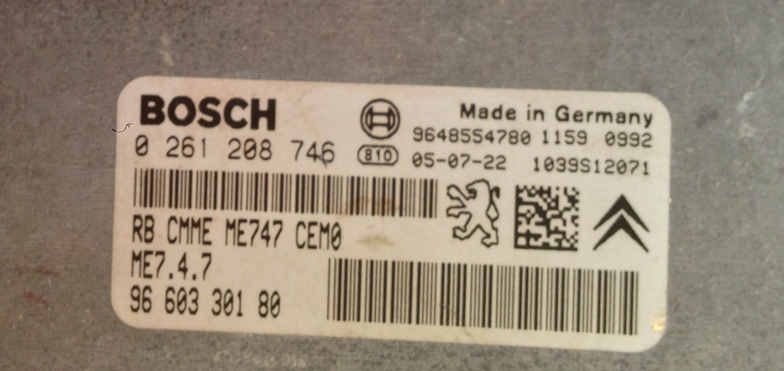 BOSCH
Made in Germany
9648554780 1159 0992
0 261 208 746
810 05-07-22 1039S12071
RB CMME ME747 CEM0
ME7.4.7
96 603 301 80